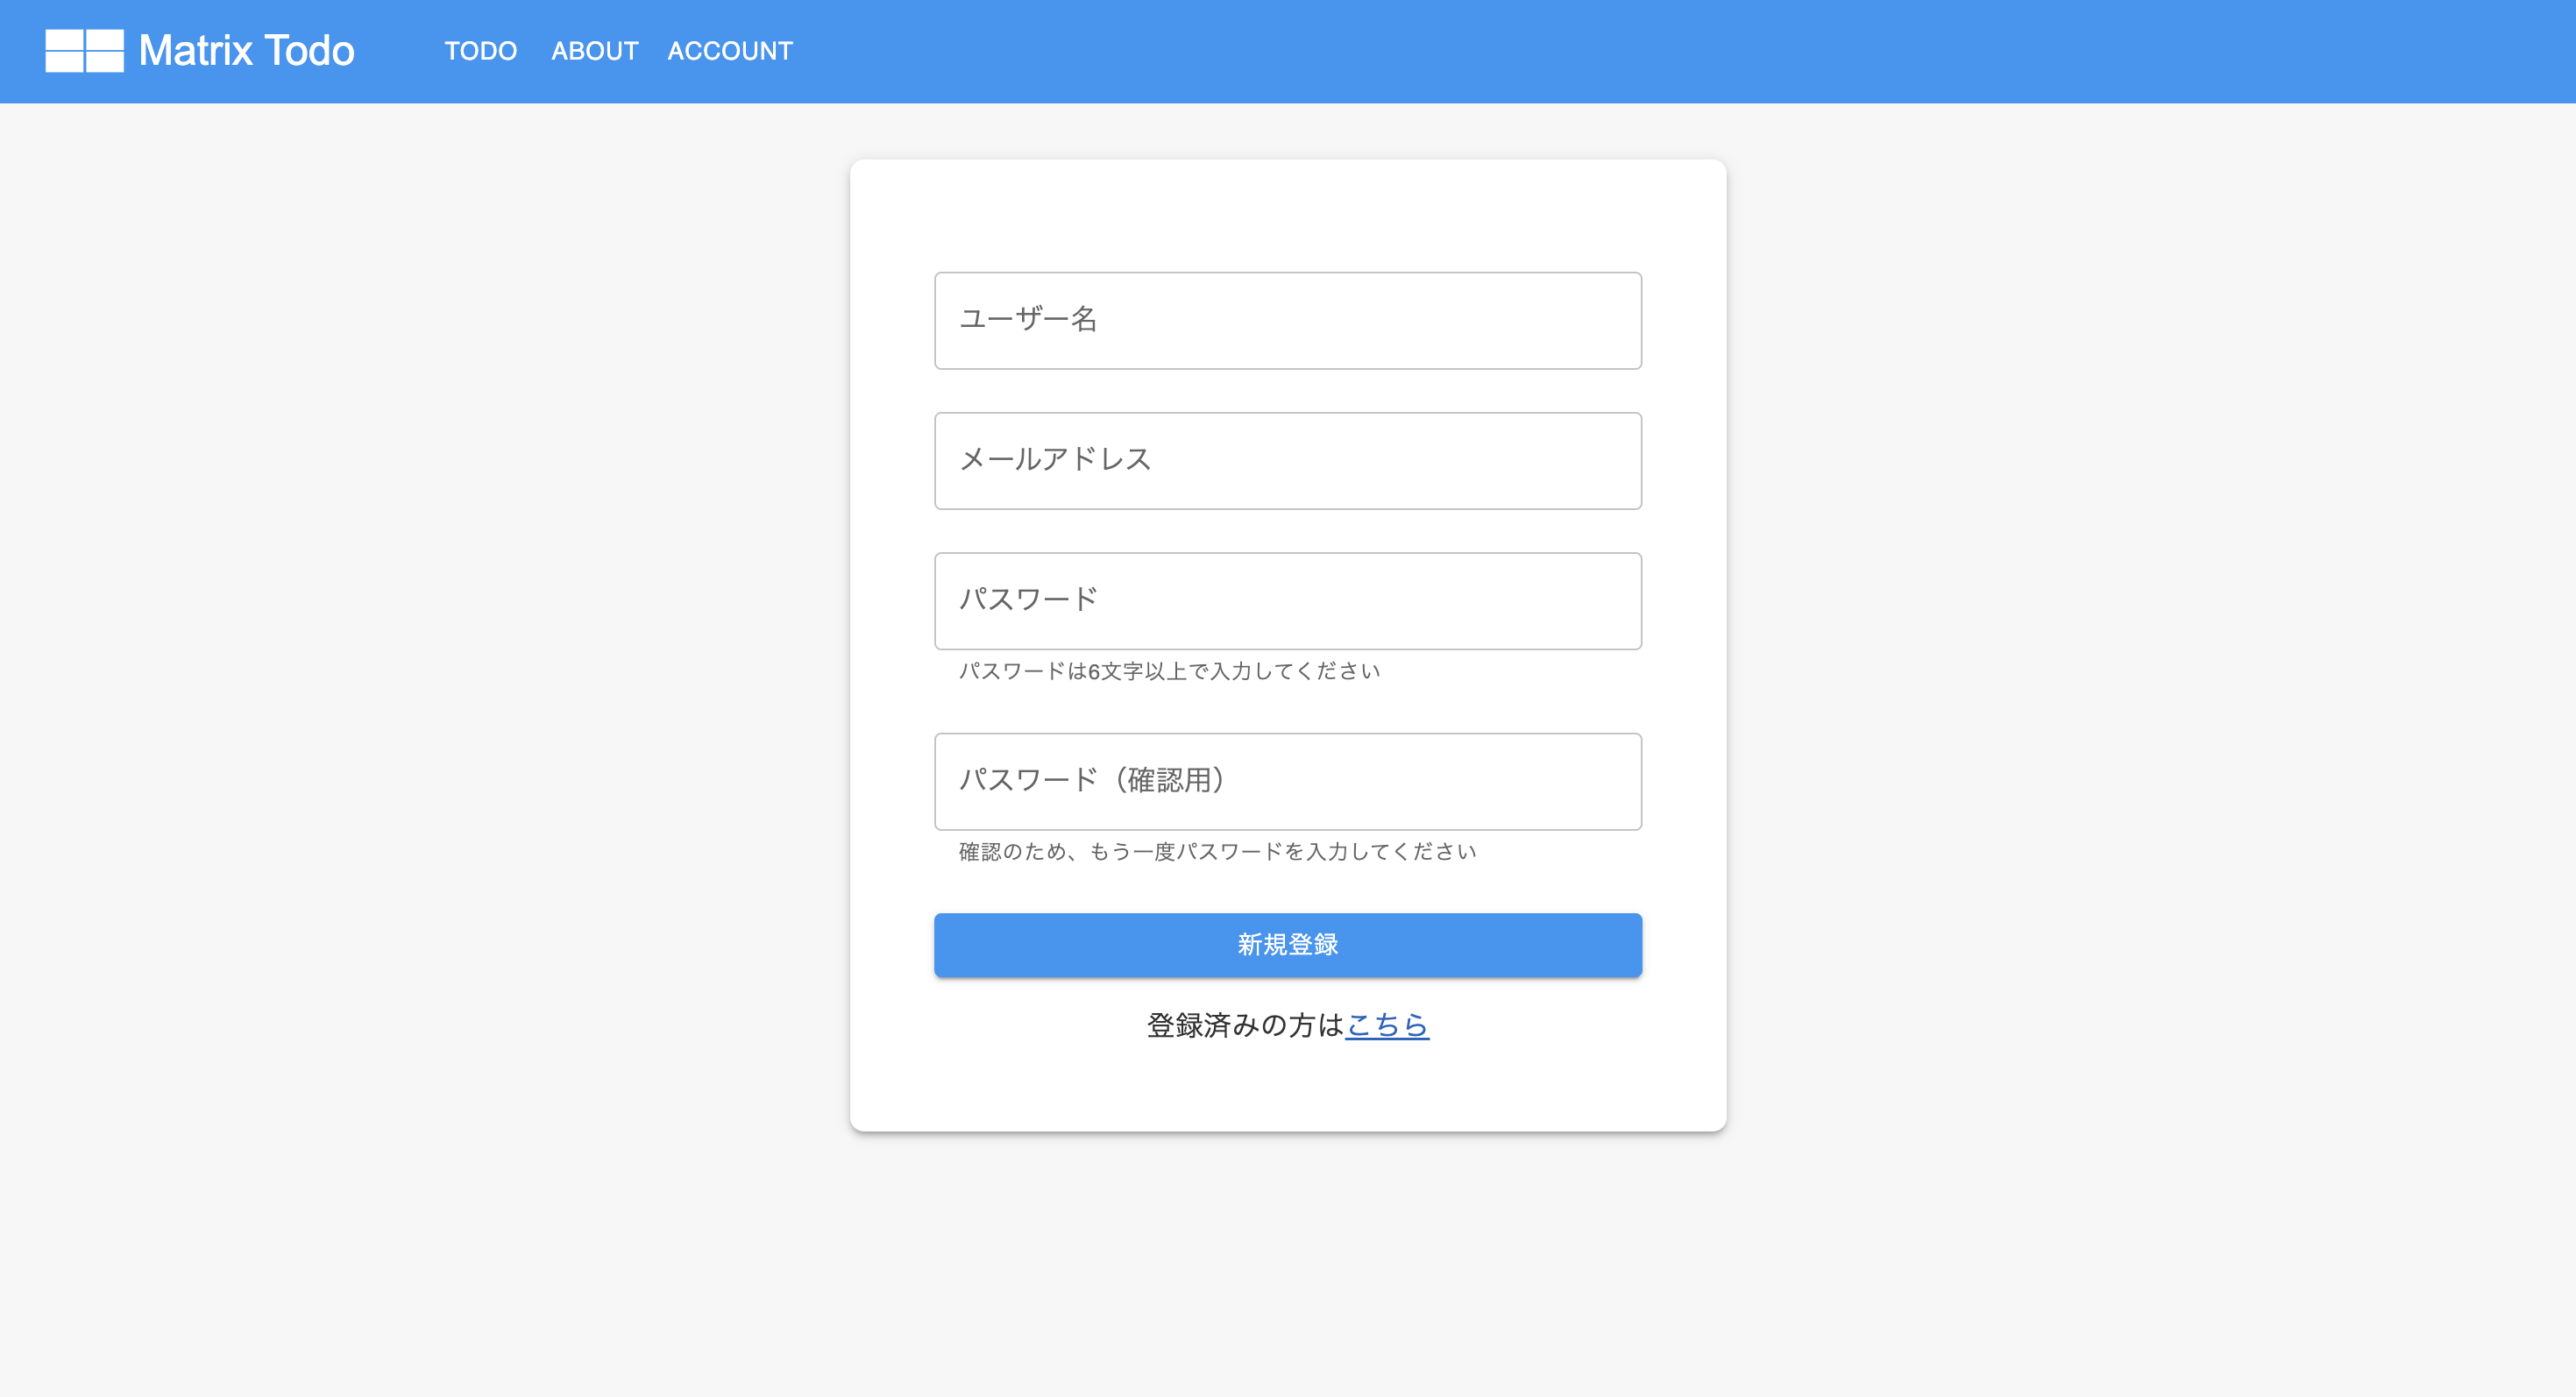 Matrix Todo TODO ABOUT ACCOUNT
ユーザー名
メールアドレス
パスワード
パスワードは6文字以上で入力してください
パスワード（確認用）
確認のため、もう一度パスワードを入力してください
新規登録
登録済みの方はこちら